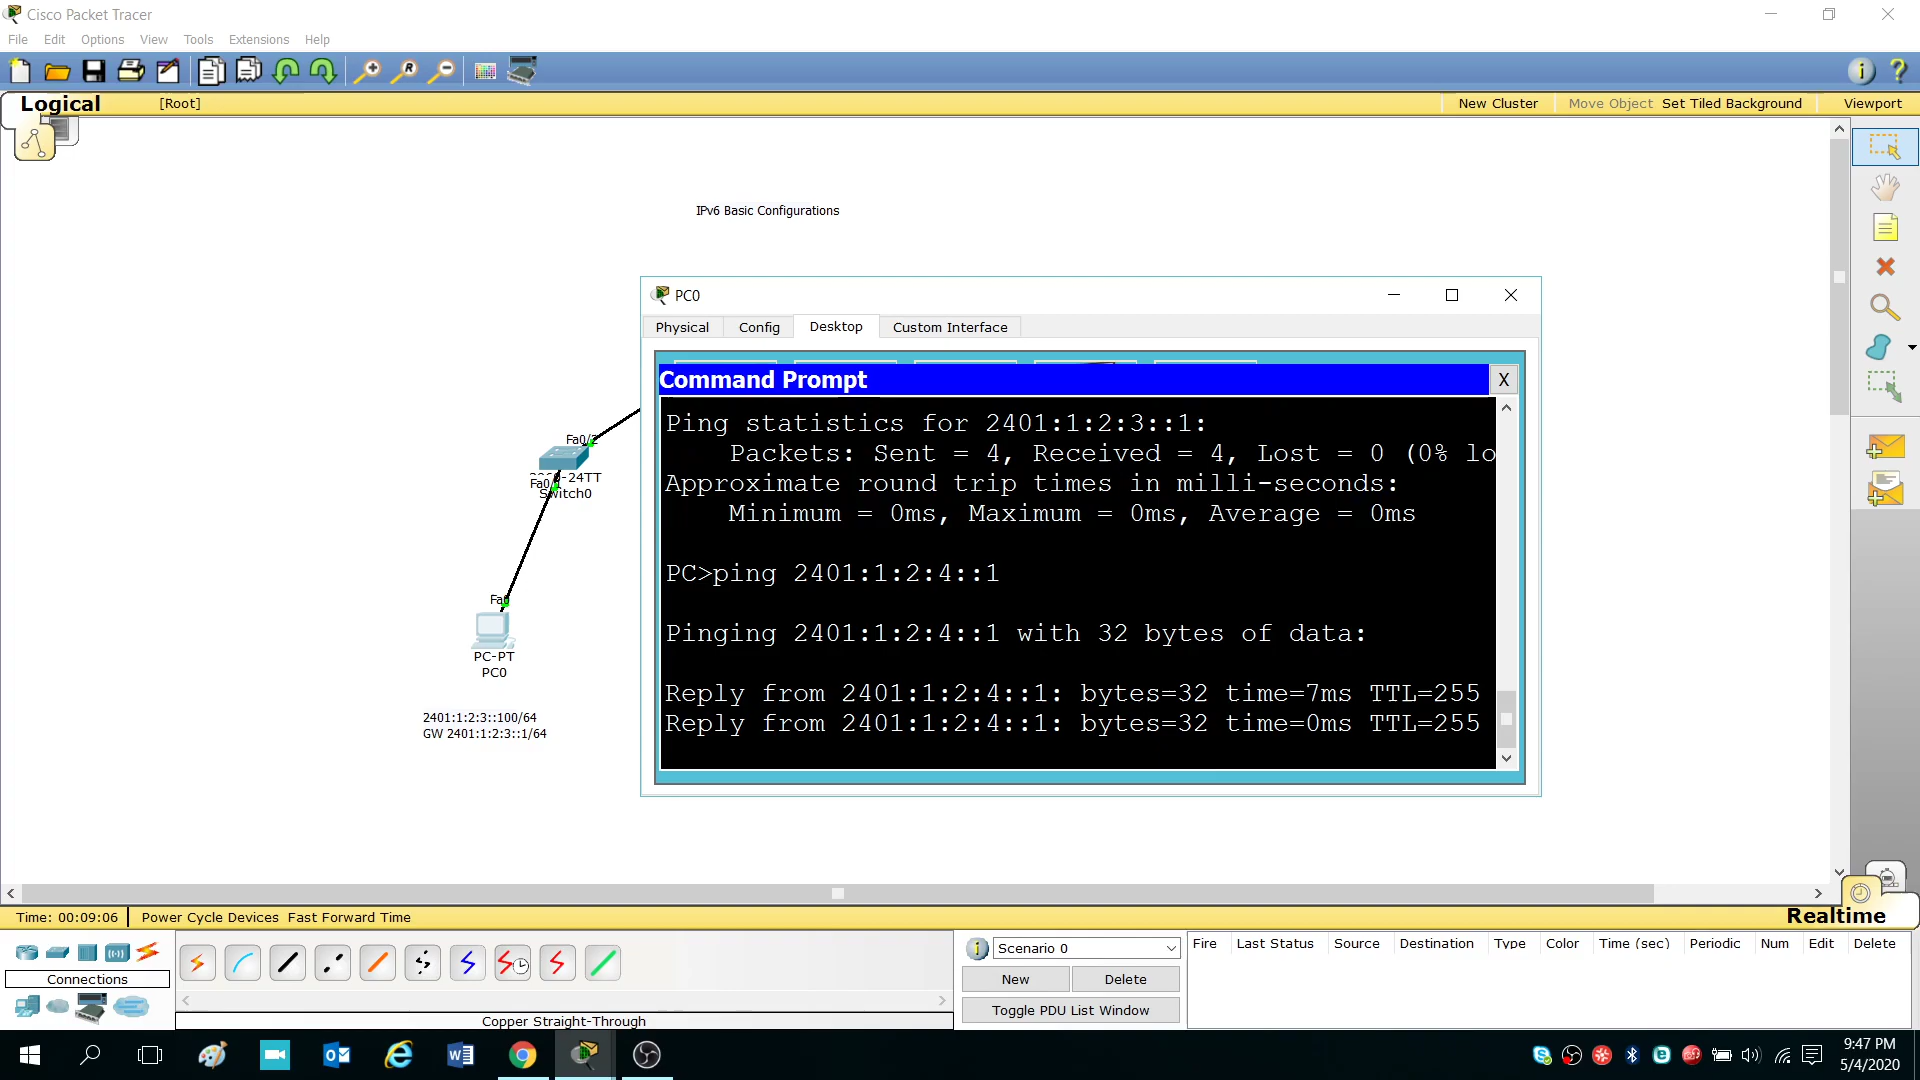 Cisco Packet Tracer
File Edit Options View Tools Extensions Help
Logical [Root] New Cluster Move Object Set Tiled Background Viewport
IPv6 Basic Configurations
PC0
Physical Config Desktop Custom Interface
Command Prompt X
Ping statistics for 2401:1:2:3::1:
Packets: Sent = 4, Received = 4, Lost = 0 (0% lo
Approximate round trip times in milli-seconds:
Minimum = 0ms, Maximum = 0ms, Average = 0ms
PC>ping 2401:1:2:4::1
Pinging 2401:1:2:4::1 with 32 bytes of data:
Reply from 2401:1:2:4::1: bytes=32 time=7ms TTL=255
Reply from 2401:1:2:4::1: bytes=32 time=0ms TTL=255
Fa0/2
Switch0
Fa0
PC-PT
PC0
2401:1:2:3::100/64
GW 2401:1:2:3::1/64
Time: 00:09:06 Power Cycle Devices Fast Forward Time Realtime
Connections
Copper Straight-Through
Scenario 0
New Delete
Toggle PDU List Window
Fire Last Status Source Destination Type Color Time (sec) Periodic Num Edit Delete
9:47 PM
5/4/2020